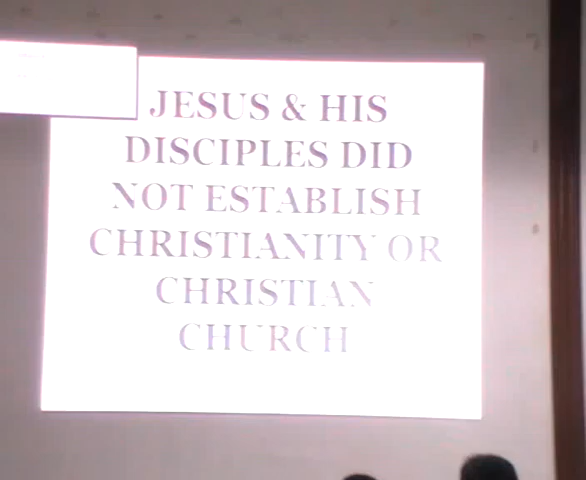 JESUS & HIS
DISCIPLES DID
NOT ESTABLISH
CHRISTIANITY OR
CHRISTIAN
CHURCH